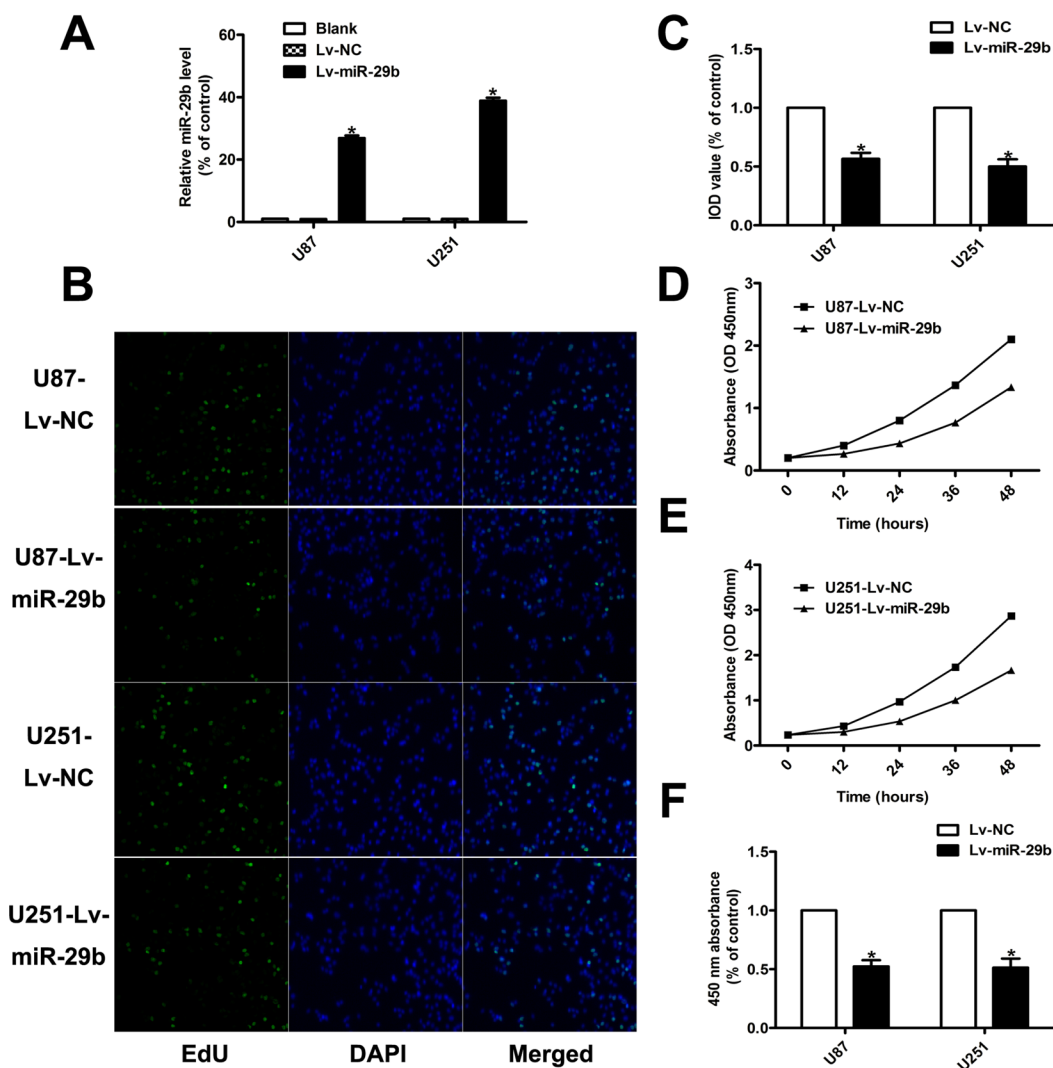 A
Relative miR-29b level
(% of control)
60
40
20
0
Blank
Lv-NC
Lv-miR-29b
*
*
U87
U251
B
U87-
Lv-NC
U87-Lv-
miR-29b
U251-
Lv-NC
U251-Lv-
miR-29b
EdU
DAPI
Merged
C
Lv-NC
Lv-miR-29b
IOD value (% of control)
1.5
1.0
0.5
0.0
*
*
U87
U251
D
Absorbance (OD 450nm)
3
2
1
0
U87-Lv-NC
U87-Lv-miR-29b
0
12
24
36
48
Time (hours)
E
Absorbance (OD 450nm)
4
3
2
1
0
U251-Lv-NC
U251-Lv-miR-29b
0
12
24
36
48
Time (hours)
F
Lv-NC
Lv-miR-29b
450 nm absorbance
(% of control)
1.5
1.0
0.5
0.0
*
*
U87
U251